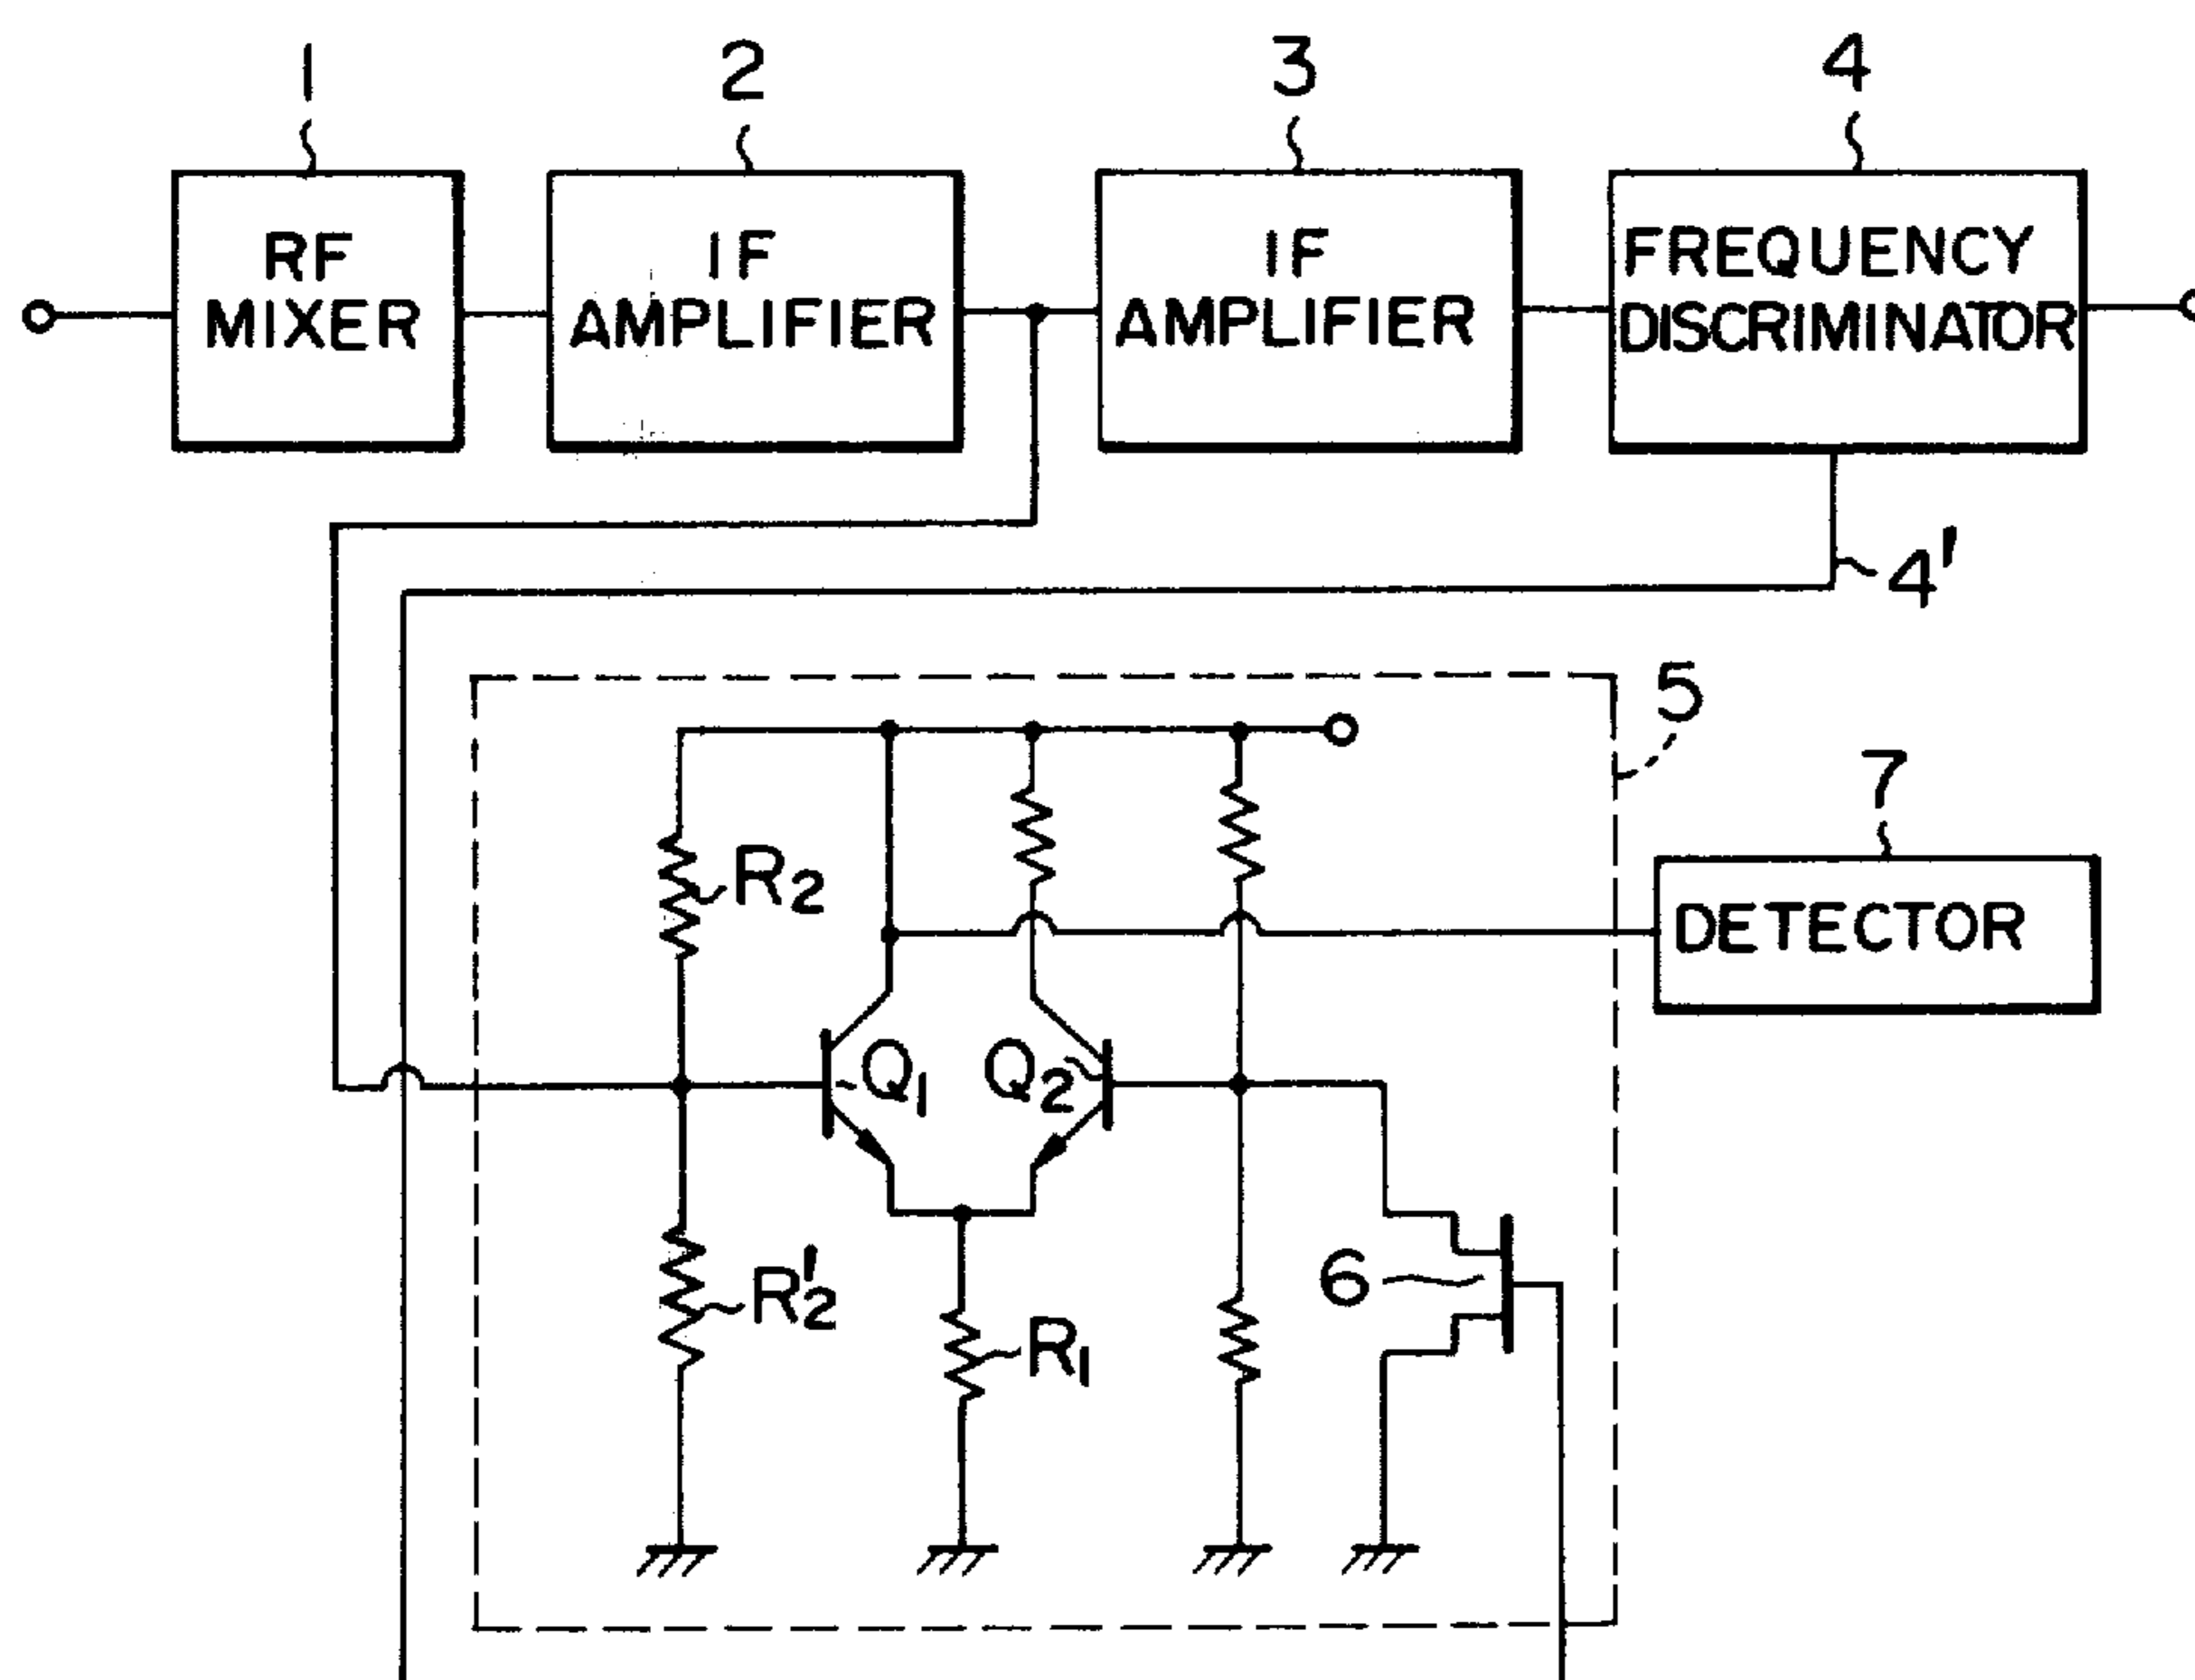 1
2
3
4
RF
MIXER
IF
AMPLIFIER
IF
AMPLIFIER
FREQUENCY
DISCRIMINATOR
4'
5
7
R2
DETECTOR
Q1
Q2
R'2
6
R1